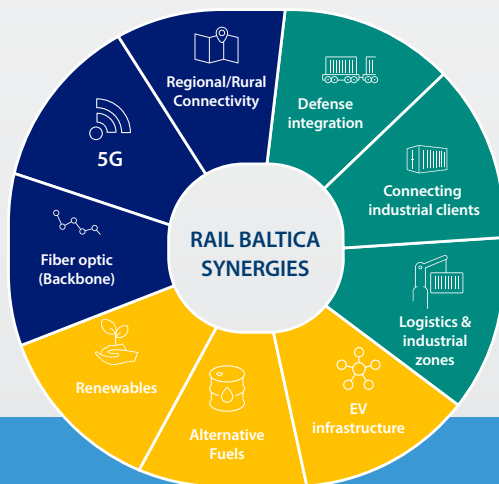 RAIL BALTICA
SYNERGIES
Regional/Rural
Connectivity
Defense
integration
Connecting
industrial clients
Logistics &
industrial
zones
EV
infrastructure
Alternative
Fuels
Renewables
Fiber optic
(Backbone)
5G